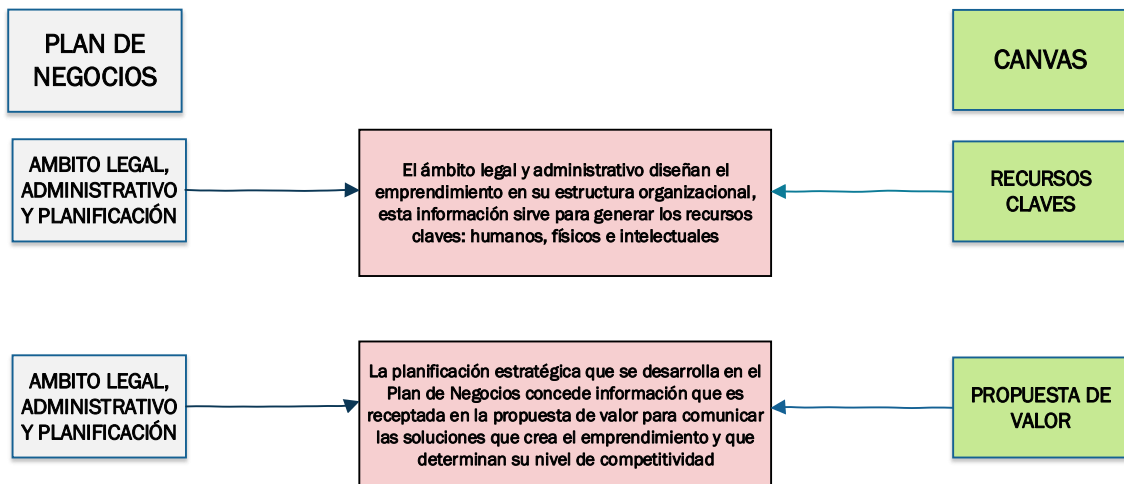 PLAN DE
NEGOCIOS
CANVAS
AMBITO LEGAL,
ADMINISTRATIVO
Y PLANIFICACIÓN
El ámbito legal y administrativo diseñan el
emprendimiento en su estructura organizacional,
esta información sirve para generar los recursos
claves: humanos, físicos e intelectuales
RECURSOS
CLAVES
AMBITO LEGAL,
ADMINISTRATIVO
Y PLANIFICACIÓN
La planificación estratégica que se desarrolla en el
Plan de Negocios concede información que es
receptada en la propuesta de valor para comunicar
las soluciones que crea el emprendimiento y que
determinan su nivel de competitividad
PROPUESTA DE
VALOR